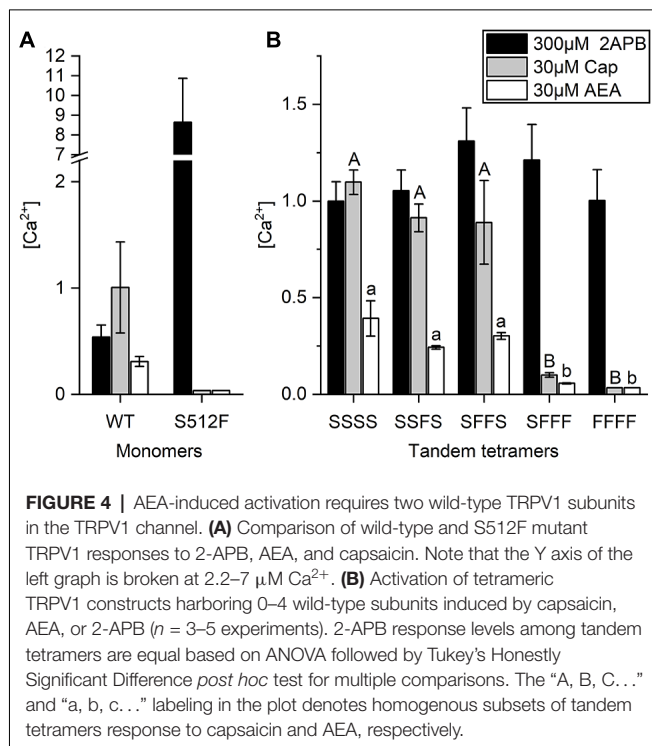 A
B
300µM 2APB
30µM Cap
30µM AEA
12
11
10
9
8
7
2
1
0
[Ca2+]
WT
S512F
Monomers
1.5
1.0
0.5
0.0
[Ca2+]
A
a
A
a
A
a
B
b
B
b
SSSS
SSFS
SFFS
SFFF
FFFF
Tandem tetramers
FIGURE 4 | AEA-induced activation requires two wild-type TRPV1 subunits
in the TRPV1 channel. (A) Comparison of wild-type and S512F mutant
TRPV1 responses to 2-APB, AEA, and capsaicin. Note that the Y axis of the
left graph is broken at 2.2–7 µM Ca2+. (B) Activation of tetrameric
TRPV1 constructs harboring 0–4 wild-type subunits induced by capsaicin,
AEA, or 2-APB (n = 3–5 experiments). 2-APB response levels among tandem
tetramers are equal based on ANOVA followed by Tukey's Honestly
Significant Difference post hoc test for multiple comparisons. The "A, B, C. . ."
and "a, b, c. . ." labeling in the plot denotes homogenous subsets of tandem
tetramers response to capsaicin and AEA, respectively.